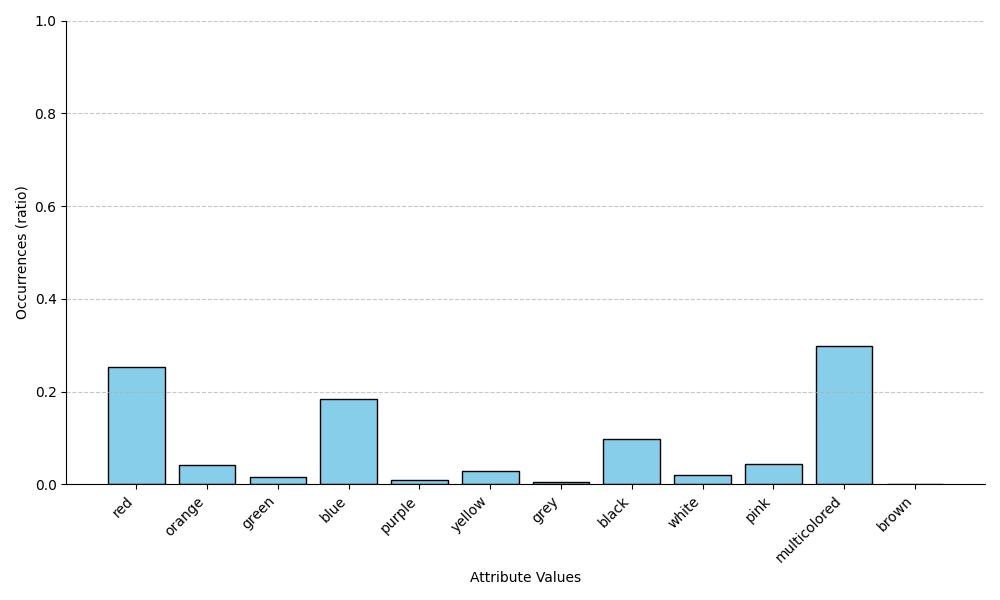 1.0
0.8
0.6
0.4
0.2
0.0
Occurrences (ratio)
red
orange
green
blue
purple
yellow
grey
black
white
pink
multicolored
brown
Attribute Values